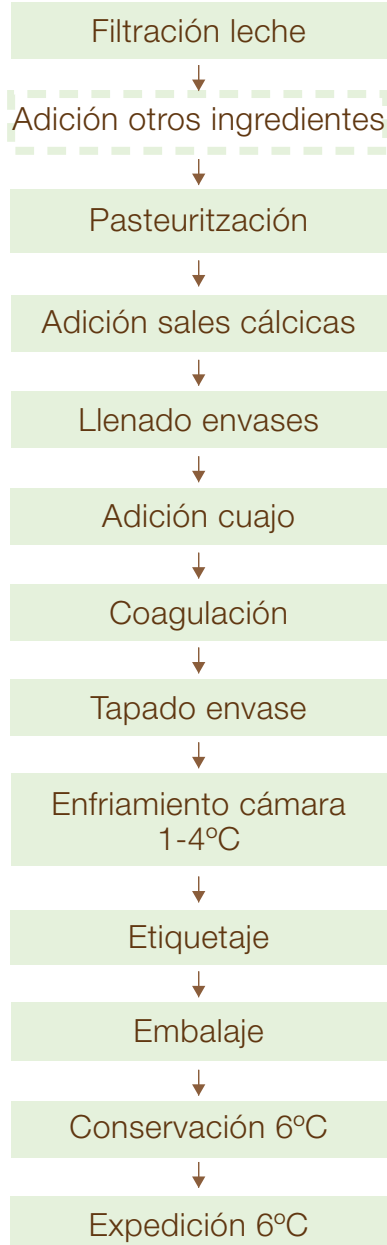 Filtración leche
Adición otros ingredientes
Pasteuritzación
Adición sales cálcicas
Llenado envases
Adición cuajo
Coagulación
Tapado envase
Enfriamiento cámara
1-4ºC
Etiquetaje
Embalaje
Conservación 6ºC
Expedición 6ºC